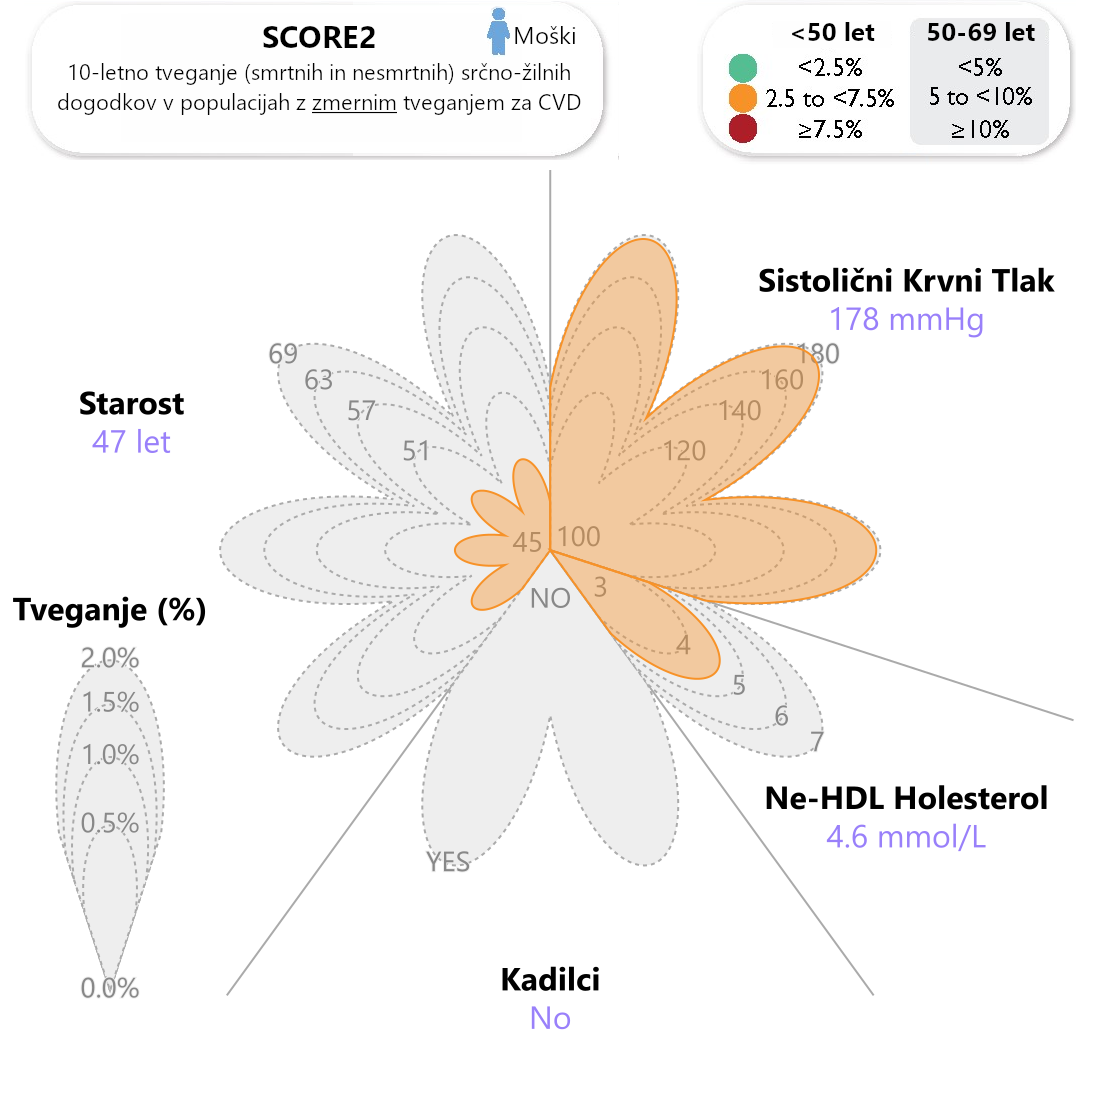 SCORE2
Moški
10-letno tveganje (smrtnih in nesmrtnih) srčno-žilnih
dogodkov v populacijah z zmernim tveganjem za CVD
<50 let
50-69 let
<2.5%
<5%
2.5 to <7.5%
5 to <10%
≥7.5%
≥10%
Sistolični Krvni Tlak
178 mmHg
180
160
140
120
100
Starost
47 let
69
63
57
51
45
NO
YES
3
4
5
6
7
Tveganje (%)
2.0%
1.5%
1.0%
0.5%
0.0%
Ne-HDL Holesterol
4.6 mmol/L
Kadilci
No